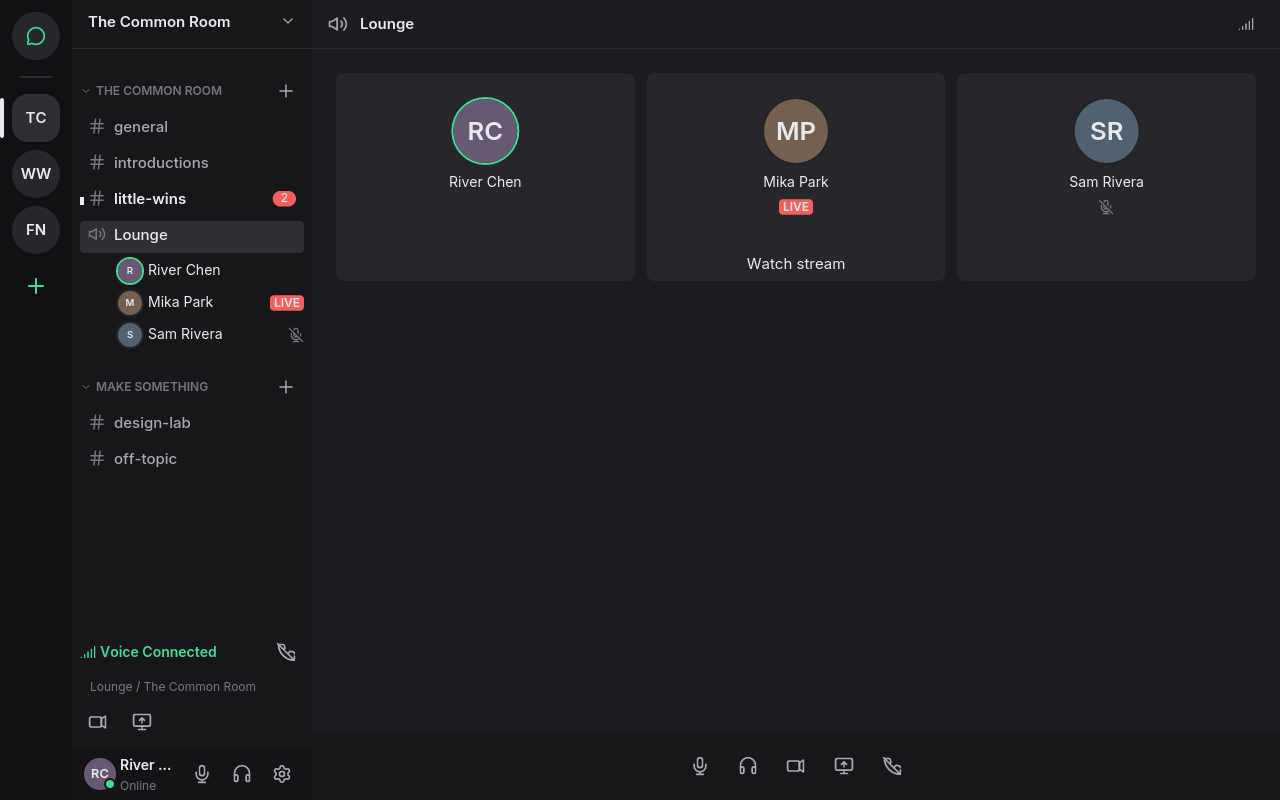 TC
WW
FN
The Common Room
THE COMMON ROOM
general
introductions
little-wins 2
Lounge
R River Chen
M Mika Park LIVE
S Sam Rivera
MAKE SOMETHING
design-lab
off-topic
Voice Connected
Lounge / The Common Room
RC River ...
Online
Lounge
RC
River Chen
MP
Mika Park
LIVE
Watch stream
SR
Sam Rivera